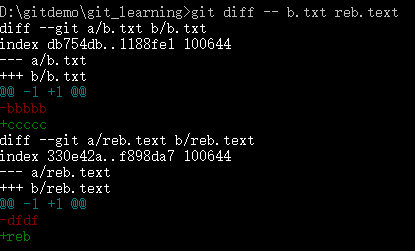 D:\gitdemo\git_learning>git diff -- b.txt reb.text
diff --git a/b.txt b/b.txt
index db754db..1188fe1 100644
--- a/b.txt
+++ b/b.txt
@@ -1 +1 @@
-bbbbb
+ccccc
diff --git a/reb.text b/reb.text
index 330e42a..f898da7 100644
--- a/reb.text
+++ b/reb.text
@@ -1 +1 @@
-dfdf
+reb